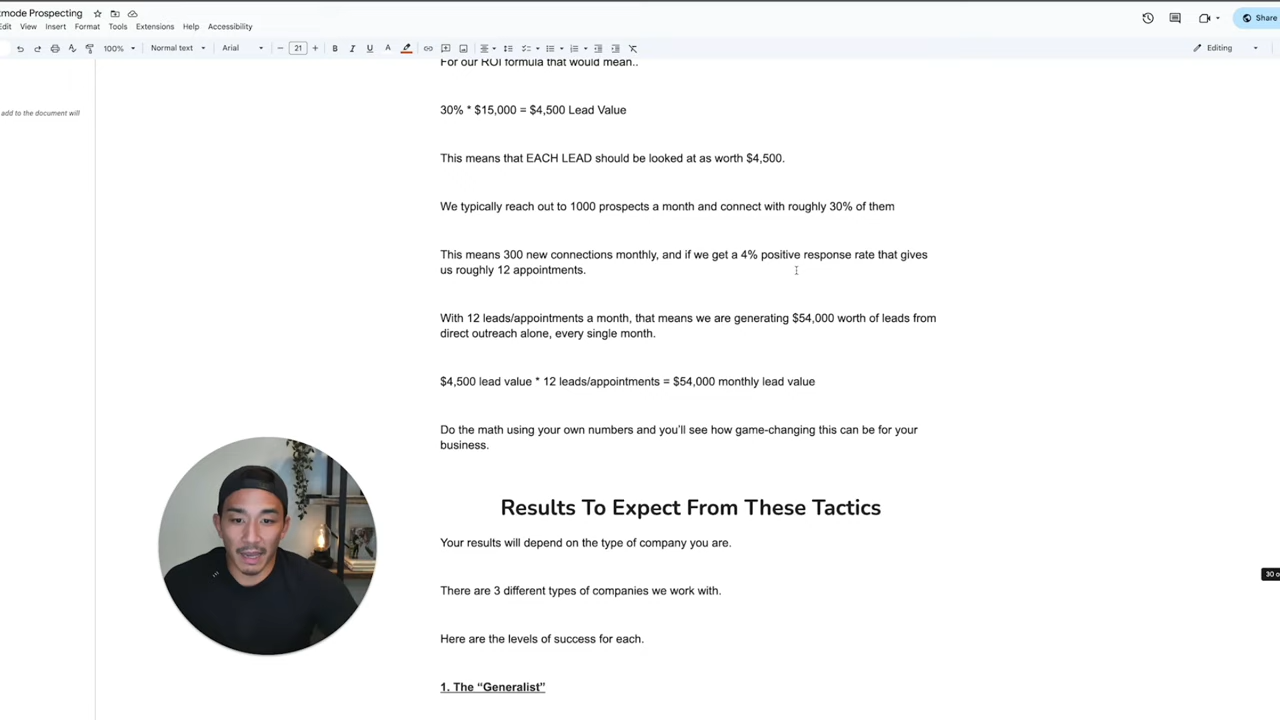 kmode Prospecting
Edit View Insert Format Tools Extensions Help Accessibility
Share
100% Normal text Arial 21 Editing
add to the document will
For our ROI formula that would mean..
30% * $15,000 = $4,500 Lead Value
This means that EACH LEAD should be looked at as worth $4,500.
We typically reach out to 1000 prospects a month and connect with roughly 30% of them
This means 300 new connections monthly, and if we get a 4% positive response rate that gives
us roughly 12 appointments.
With 12 leads/appointments a month, that means we are generating $54,000 worth of leads from
direct outreach alone, every single month.
$4,500 lead value * 12 leads/appointments = $54,000 monthly lead value
Do the math using your own numbers and you'll see how game-changing this can be for your
business.
Results To Expect From These Tactics
Your results will depend on the type of company you are.
30 o
There are 3 different types of companies we work with.
Here are the levels of success for each.
1. The “Generalist”